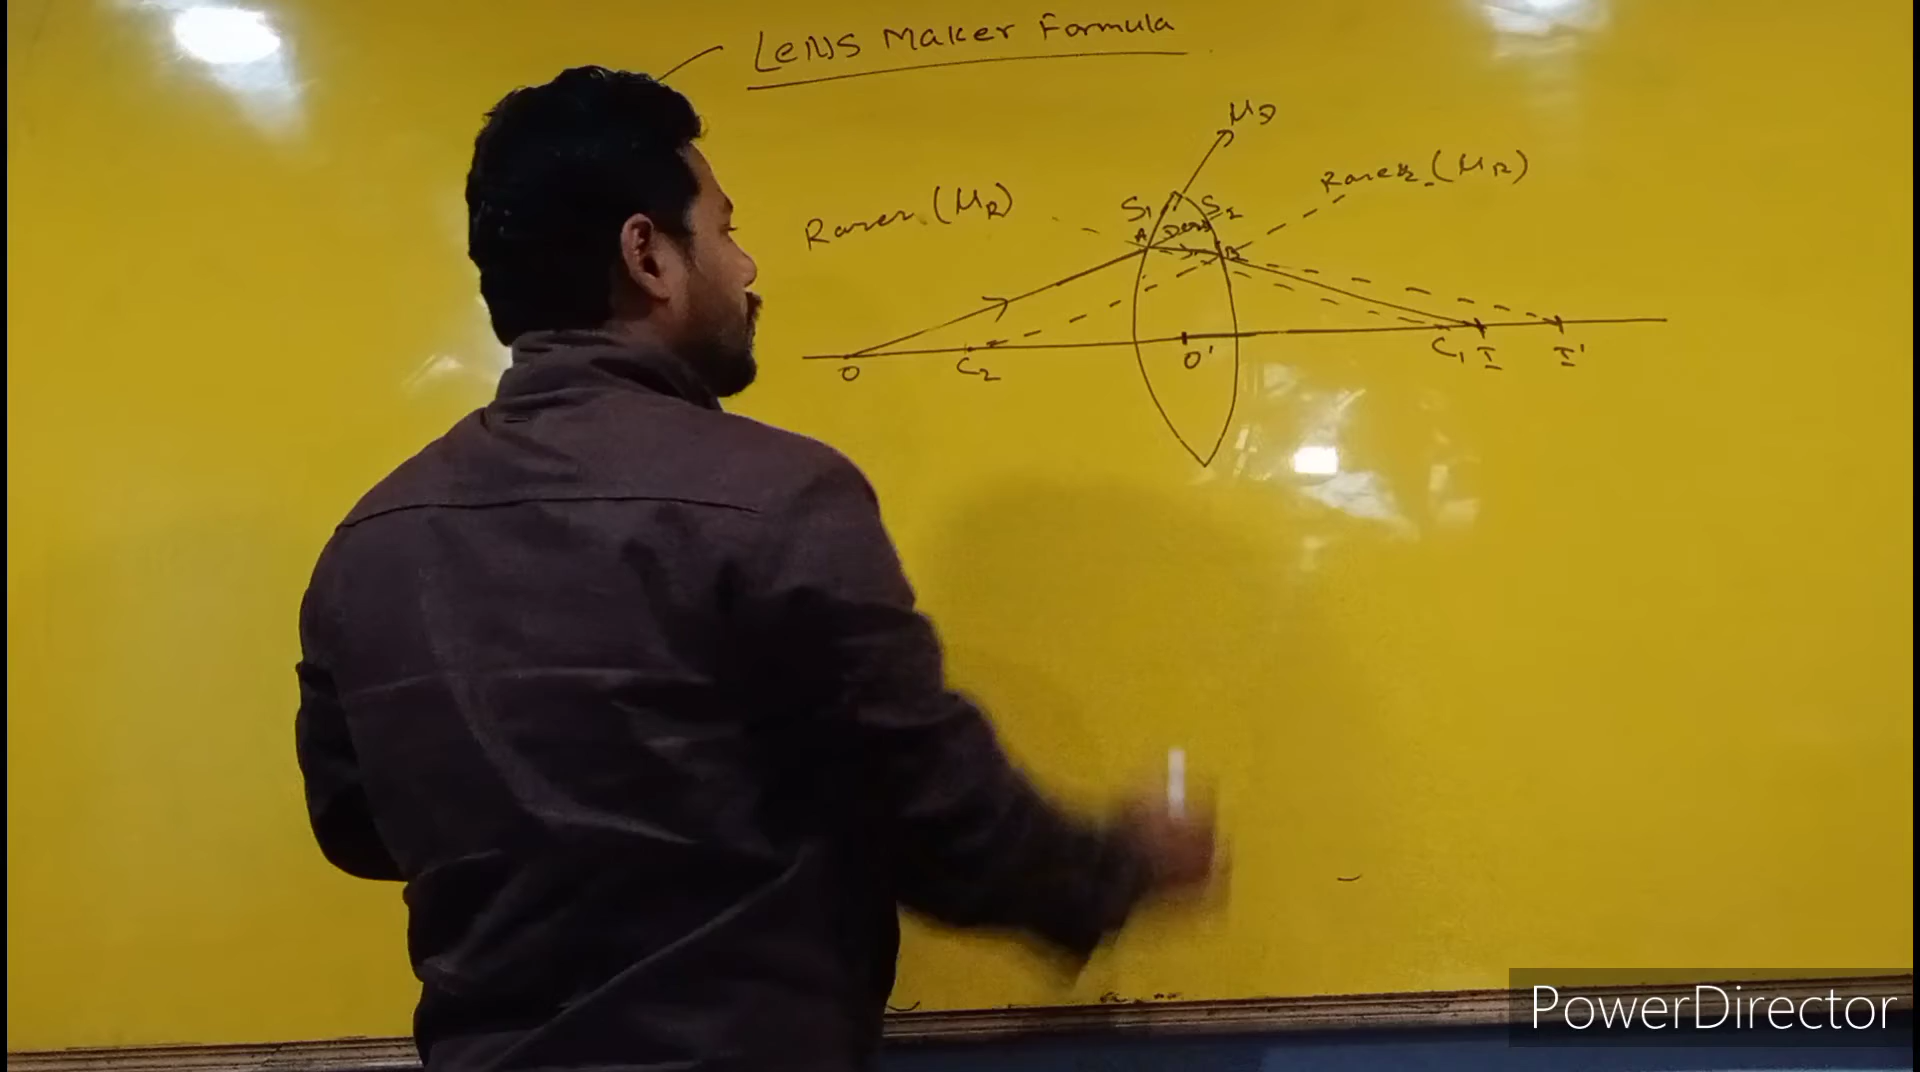 Lens Maker Formula
μD
Rarer (μR)
Rarer (μR)
S1 S2
A
B
O C2 O' C1 I I'
PowerDirector